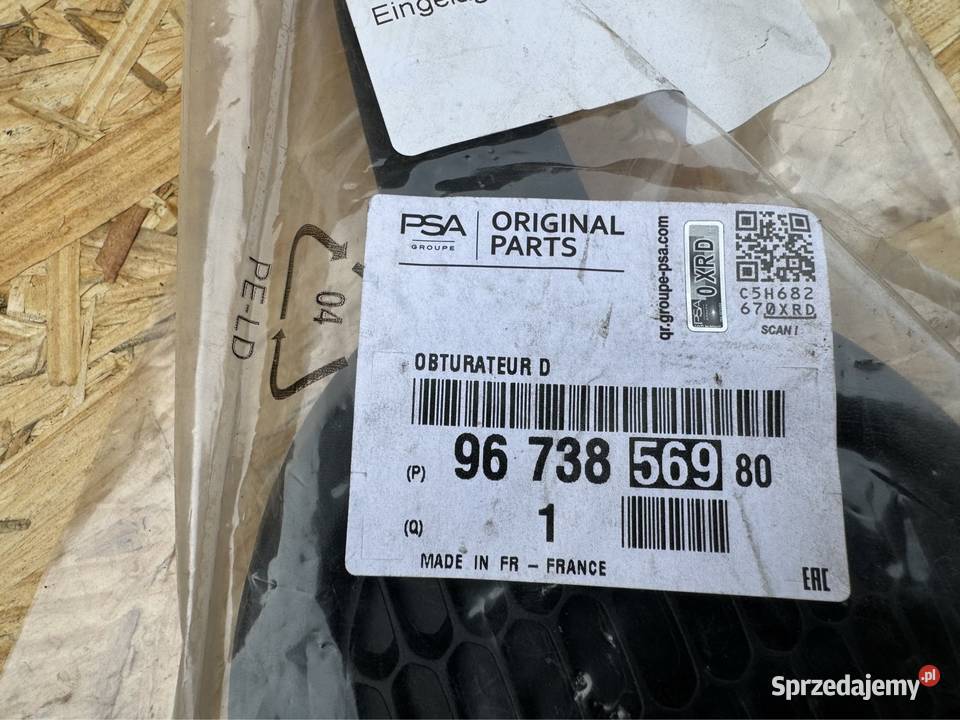 PSA
GROUPE
ORIGINAL
PARTS
qr.groupe-psa.com
PSA
0XRD
C5H682
670XRD
SCAN!
OBTURATEUR D
(P) 96 738 569 80
(Q) 1
MADE IN FR - FRANCE
EAC
04
PE-LD
Sprzedajemy.pl